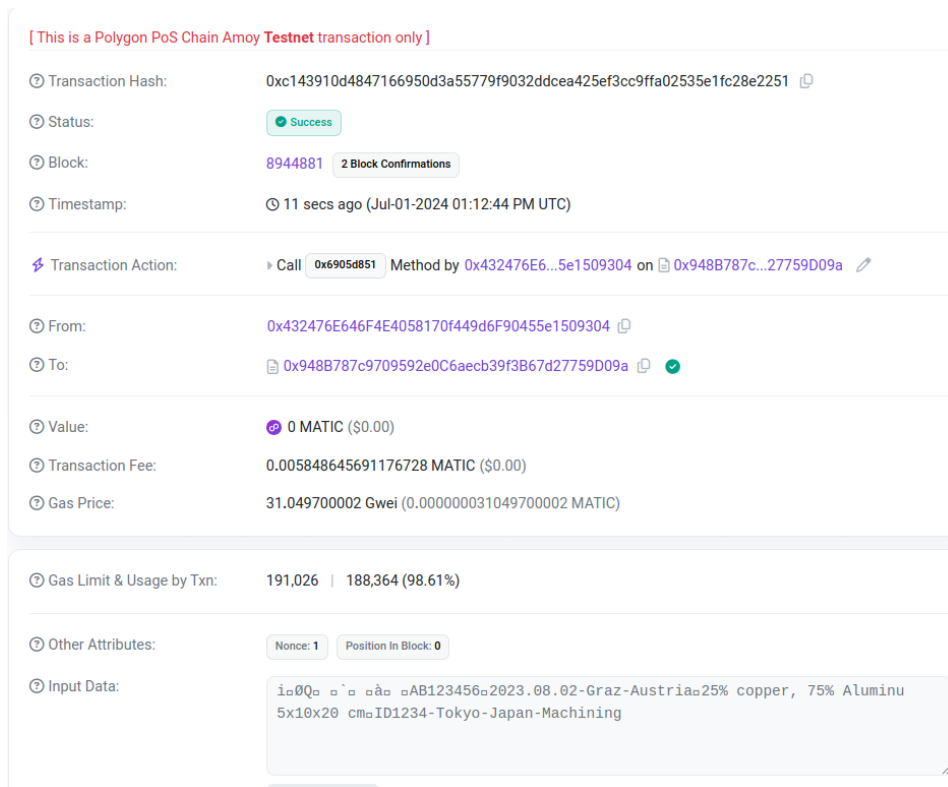 [ This is a Polygon PoS Chain Amoy Testnet transaction only ]
Transaction Hash: 0xc143910d4847166950d3a55779f9032ddcea425ef3cc9ffa02535e1fc28e2251
Status: Success
Block: 8944881 2 Block Confirmations
Timestamp: 11 secs ago (Jul-01-2024 01:12:44 PM UTC)
Transaction Action: Call 0x6905d851 Method by 0x432476E6...5e1509304 on 0x948B787c...27759D09a
From: 0x432476E646F4E4058170f449d6F90455e1509304
To: 0x948B787c9709592e0C6aecb39f3B67d27759D09a
Value: 0 MATIC ($0.00)
Transaction Fee: 0.005848645691176728 MATIC ($0.00)
Gas Price: 31.049700002 Gwei (0.000000031049700002 MATIC)
Gas Limit & Usage by Txn: 191,026 | 188,364 (98.61%)
Other Attributes: Nonce: 1 Position In Block: 0
Input Data: i▯ØQ▯ ▯`▯ ▯à▯ ▯AB123456▯2023.08.02-Graz-Austria▯25% copper, 75% Aluminu
5x10x20 cm▯ID1234-Tokyo-Japan-Machining